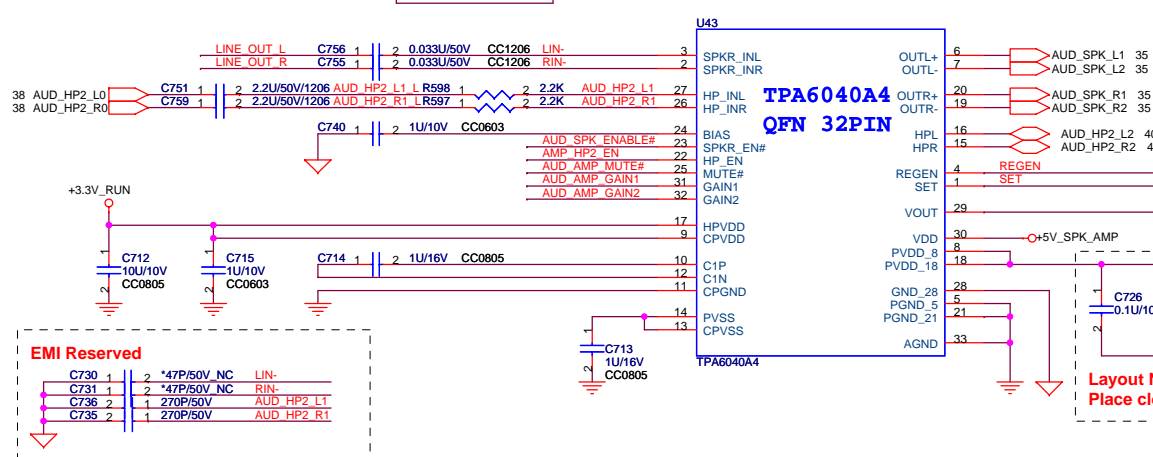 U43
LINE_OUT_L C756 1 2 0.033U/50V CC1206 LIN- 3 SPKR_INL OUTL+ 6 AUD_SPK_L1 35
LINE_OUT_R C755 1 2 0.033U/50V CC1206 RIN- 2 SPKR_INR OUTL- 7 AUD_SPK_L2 35
38 AUD_HP2_L0 C751 1 2 2.2U/50V/1206 AUD_HP2_L1_L R598 1 2 2.2K AUD_HP2_L1 27 HP_INL OUTR+ 20 AUD_SPK_R1 35
38 AUD_HP2_R0 C759 1 2 2.2U/50V/1206 AUD_HP2_R1_L R597 1 2 2.2K AUD_HP2_R1 26 HP_INR OUTR- 19 AUD_SPK_R2 35
TPA6040A4
QFN 32PIN
C740 1 2 1U/10V CC0603 24 BIAS HPL 16 AUD_HP2_L2
AUD_SPK_ENABLE# 23 SPKR_EN# HPR 15 AUD_HP2_R2
AMP_HP2_EN 22 HP_EN
AUD_AMP_MUTE# 25 MUTE# REGEN 4 REGEN
AUD_AMP_GAIN1 31 GAIN1 SET 1 SET
AUD_AMP_GAIN2 32 GAIN2
+3.3V_RUN
VOUT 29
17 HPVDD
9 CPVDD VDD 30 +5V_SPK_AMP
PVDD_8 8
C714 1 2 1U/16V CC0805 10 C1P PVDD_18 18
12 C1N
11 CPGND GND_28 28
1 C712 10U/10V CC0805 2
1 C715 1U/10V CC0603 2
PGND_5 5
14 PVSS PGND_21 21
13 CPVSS
AGND 33
1 C713 1U/16V CC0805 2
TPA6040A4
1 C726 2
EMI Reserved
C730 1 2 *47P/50V_NC LIN-
C731 1 2 *47P/50V_NC RIN-
C736 2 1 270P/50V AUD_HP2_L1
C735 2 1 270P/50V AUD_HP2_R1
Layout
Place